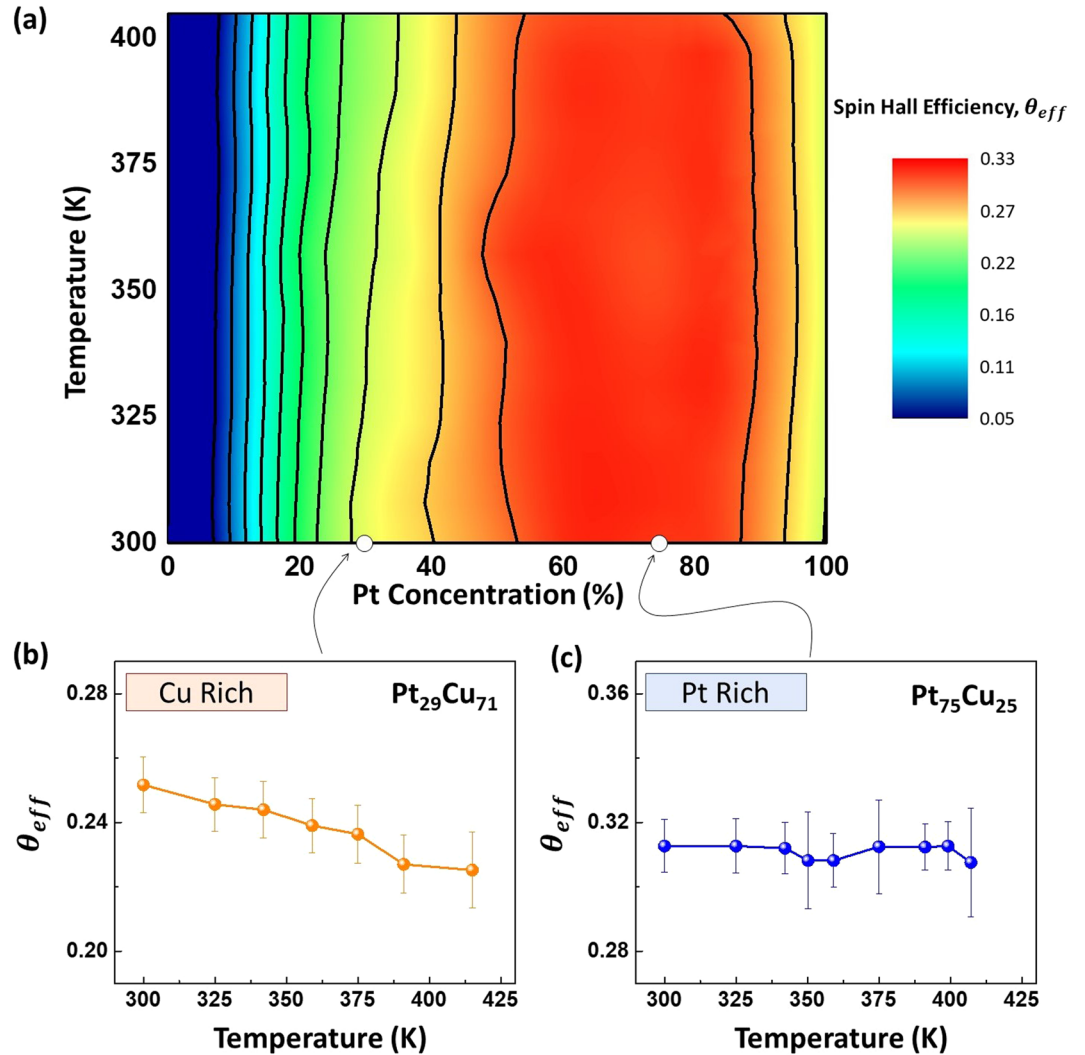 (a)
400
375
350
325
300
Temperature (K)
0
20
40
60
80
100
Pt Concentration (%)
Spin Hall Efficiency, θeff
0.33
0.27
0.22
0.16
0.11
0.05
(b)
Cu Rich
Pt29Cu71
0.28
0.24
0.20
θeff
300
325
350
375
400
425
Temperature (K)
(c)
Pt Rich
Pt75Cu25
0.36
0.32
0.28
θeff
300
325
350
375
400
425
Temperature (K)